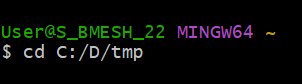 User@S_BMESH_22 MINGW64 ~
$ cd C:/D/tmp